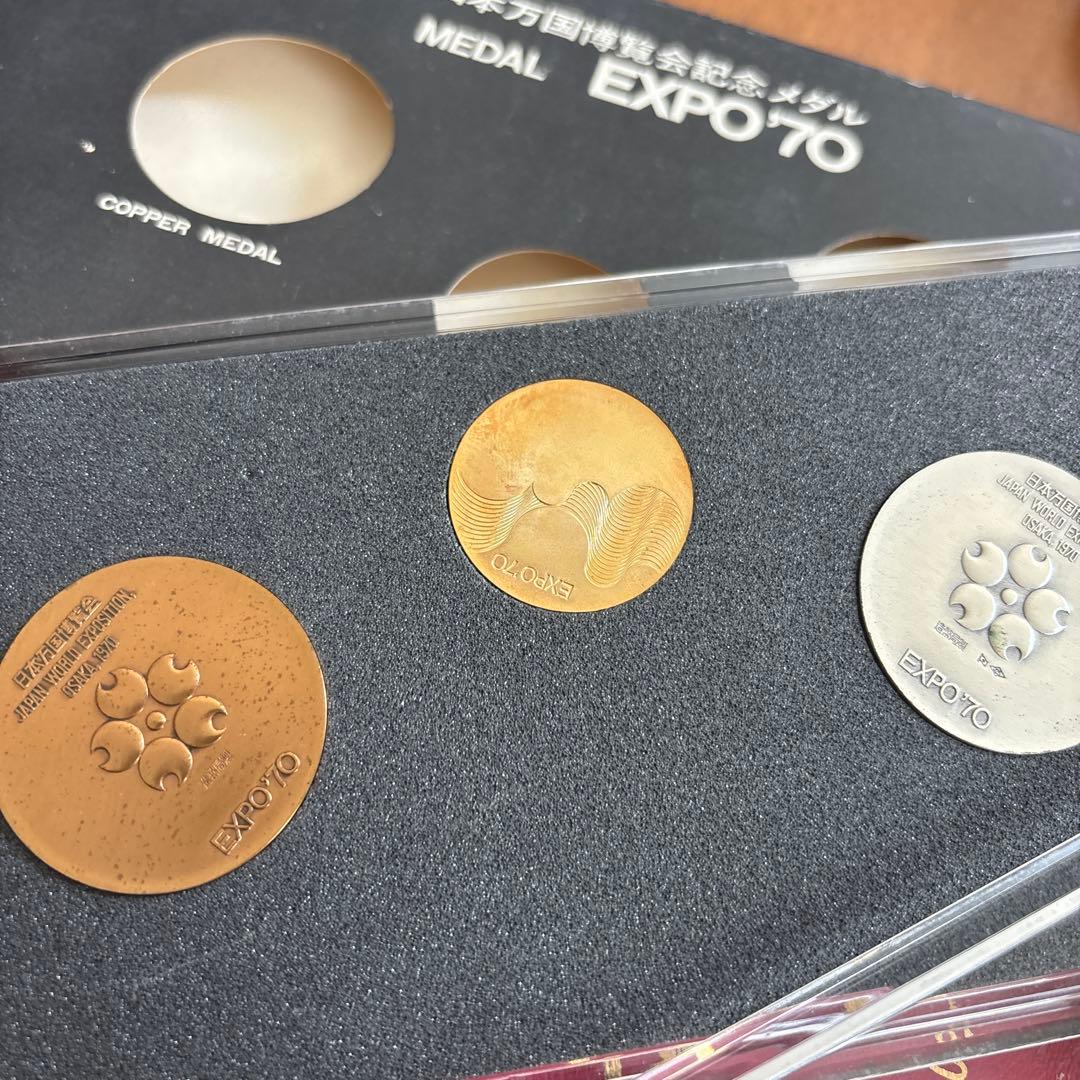 日本万国博覧会記念メダル
MEDAL EXPO'70
COPPER MEDAL
EXPO'70
日本万国博覧会
JAPAN WORLD EXPOSITION,
OSAKA, 1970
EXPO'70
日本万国
JAPAN WORLD EX
OSAKA, 1970
EXPO'70